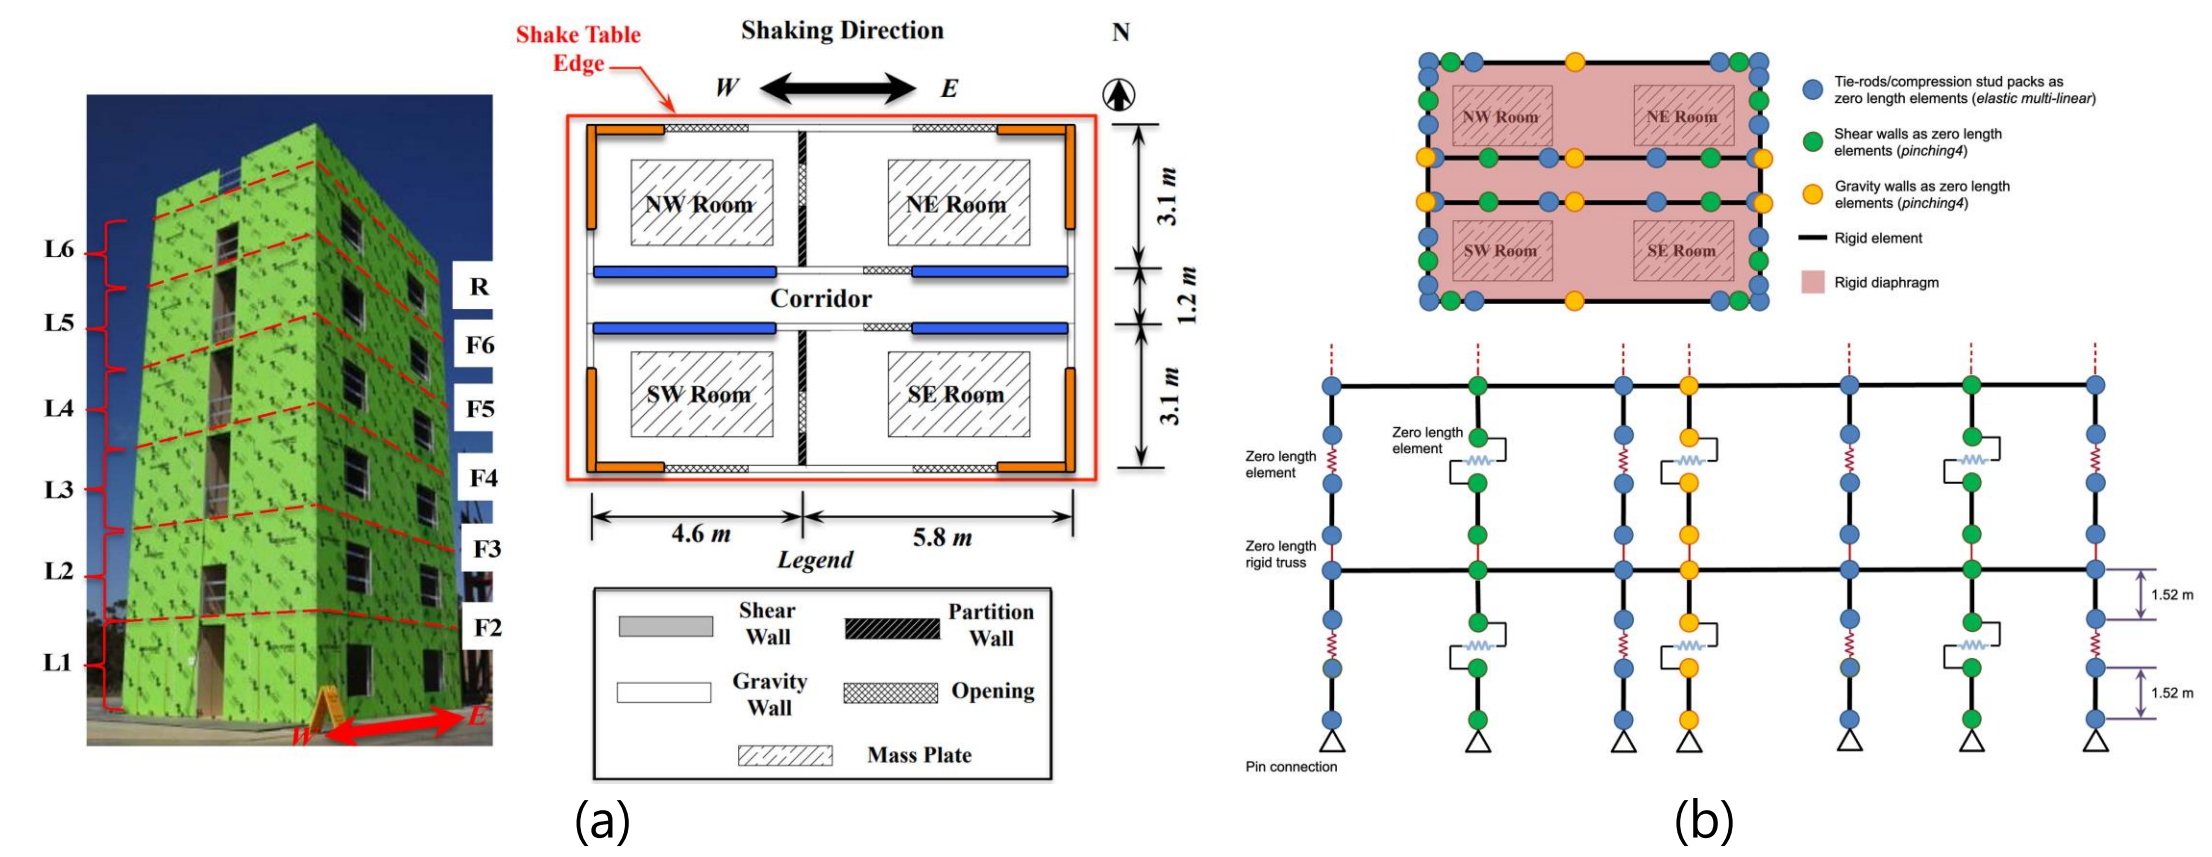 L6
L5
L4
L3
L2
L1
R
F6
F5
F4
F3
F2
W
E
Shaking Direction
N
Shake Table
Edge
W
E
NW Room
NE Room
Corridor
SW Room
SE Room
3.1 m
1.2 m
3.1 m
4.6 m
5.8 m
Legend
Shear
Wall
Partition
Wall
Gravity
Wall
Opening
Mass Plate
(a)
NW Room
NE Room
SW Room
SE Room
Tie-rods/compression stud packs as
zero length elements (elastic multi-linear)
Shear walls as zero length
elements (pinching4)
Gravity walls as zero length
elements (pinching4)
Rigid element
Rigid diaphragm
Zero length
element
Zero length
element
Zero length
rigid truss
1.52 m
1.52 m
Pin connection
(b)